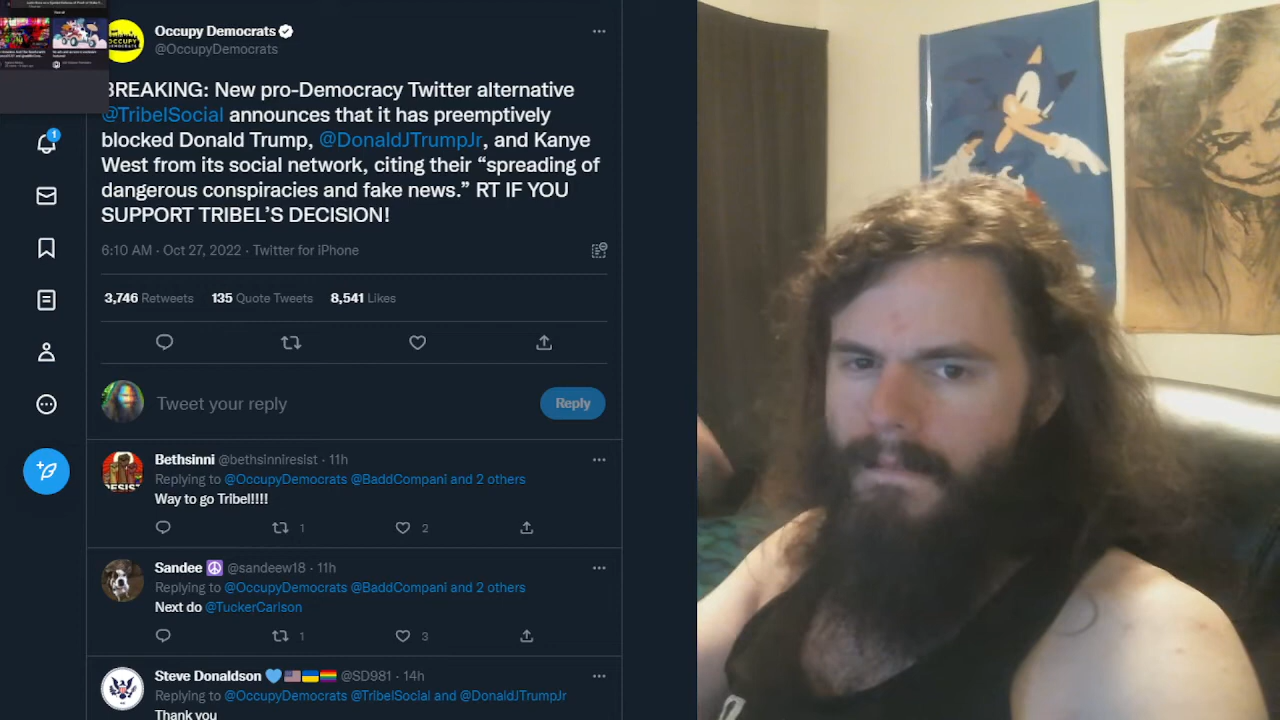 Occupy Democrats
@OccupyDemocrats
BREAKING: New pro-Democracy Twitter alternative
@TribelSocial announces that it has preemptively
blocked Donald Trump, @DonaldJTrumpJr, and Kanye
West from its social network, citing their “spreading of
dangerous conspiracies and fake news.” RT IF YOU
SUPPORT TRIBEL’S DECISION!
6:10 AM · Oct 27, 2022 · Twitter for iPhone
3,746 Retweets 135 Quote Tweets 8,541 Likes
Tweet your reply
Reply
1
Bethsinni @bethsinniresist · 11h
Replying to @OccupyDemocrats @BaddCompani and 2 others
Way to go Tribel!!!!
1 2
Sandee @sandeew18 · 11h
Replying to @OccupyDemocrats @BaddCompani and 2 others
Next do @TuckerCarlson
1 3
Steve Donaldson @SD981 · 14h
Replying to @OccupyDemocrats @TribelSocial and @DonaldJTrumpJr
Thank you